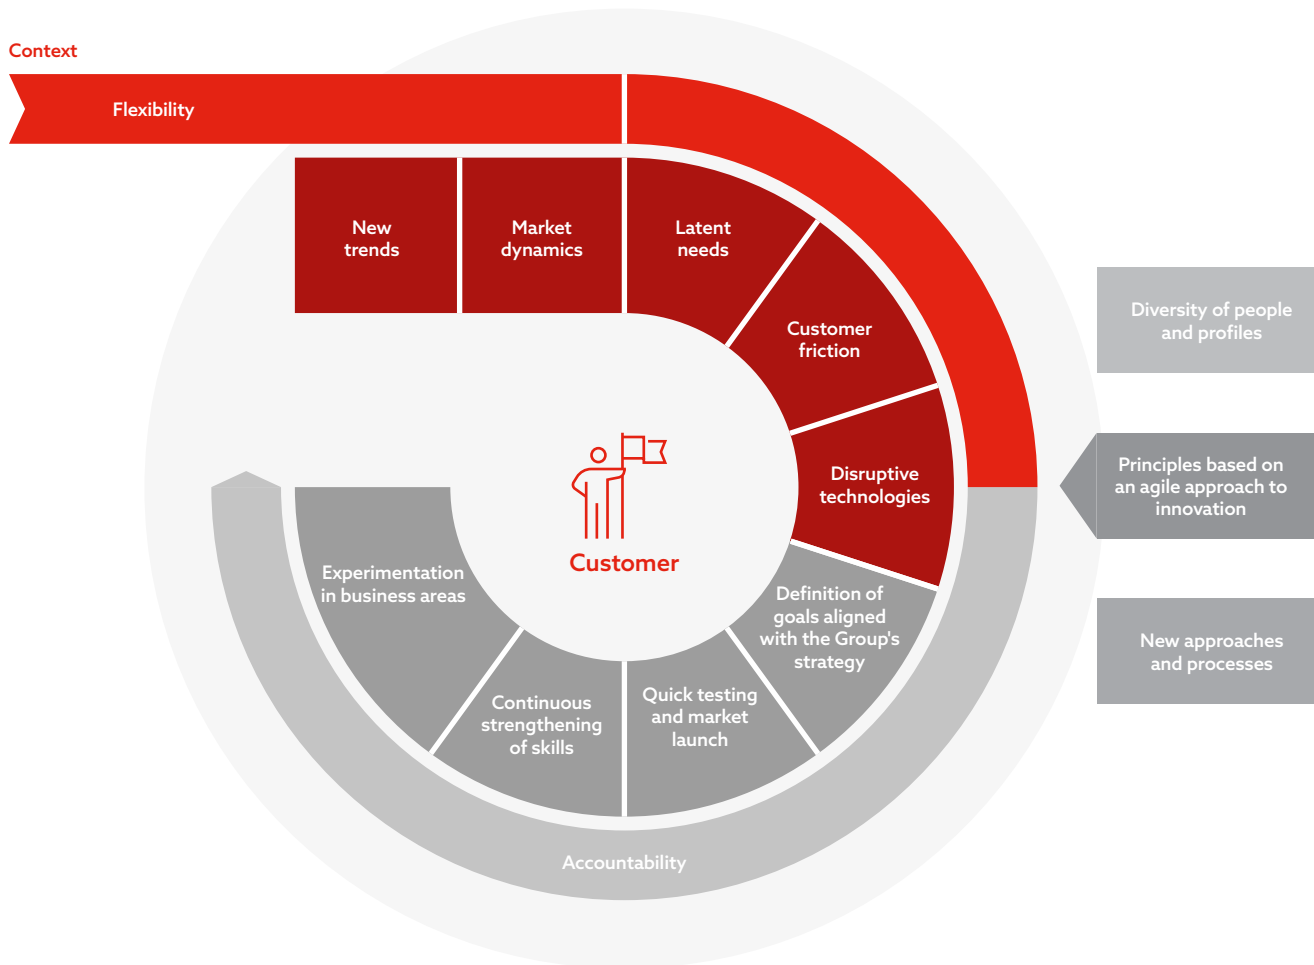 Context
Flexibility
New
trends
Market
dynamics
Latent
needs
Customer
friction
Disruptive
technologies
Definition of
goals aligned
with the Group's
strategy
Quick testing
and market
launch
Continuous
strengthening
of skills
Experimentation
in business areas
Accountability
Customer
Diversity of people
and profiles
Principles based on
an agile approach to
innovation
New approaches
and processes